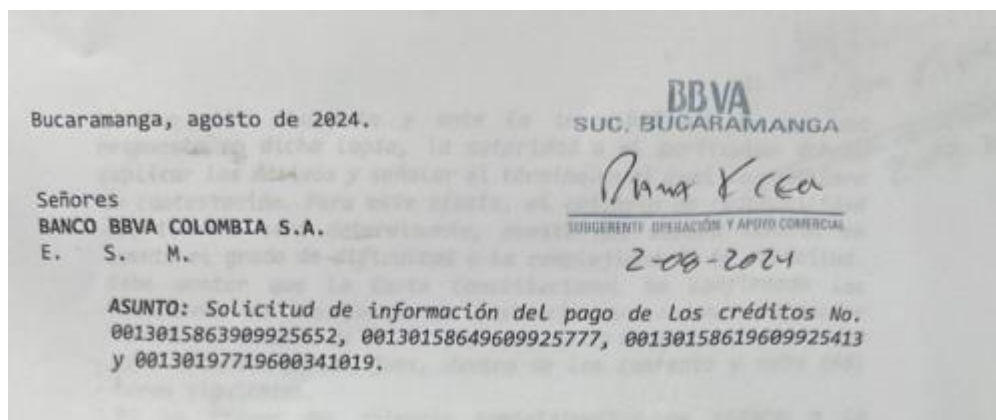 Bucaramanga, agosto de 2024.
BBVA
SUC. BUCARAMANGA
Señores
BANCO BBVA COLOMBIA S.A.
E. S. M.
SUBGERENTE OPERACIÓN Y APOYO COMERCIAL
2-08-2024
ASUNTO: Solicitud de información del pago de los créditos No.
0013015863909925652, 00130158649609925777, 00130158619609925413
y 00130197719600341019.